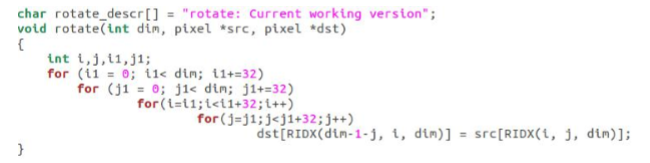 char rotate_descr[] = "rotate: Current working version";
void rotate(int dim, pixel *src, pixel *dst)
{
    int i,j,i1,j1;
    for (i1 = 0; i1< dim; i1+=32)
        for (j1 = 0; j1< dim; j1+=32)
            for(i=i1;i<i1+32;i++)
                for(j=j1;j<j1+32;j++)
                    dst[RIDX(dim-1-j, i, dim)] = src[RIDX(i, j, dim)];
}